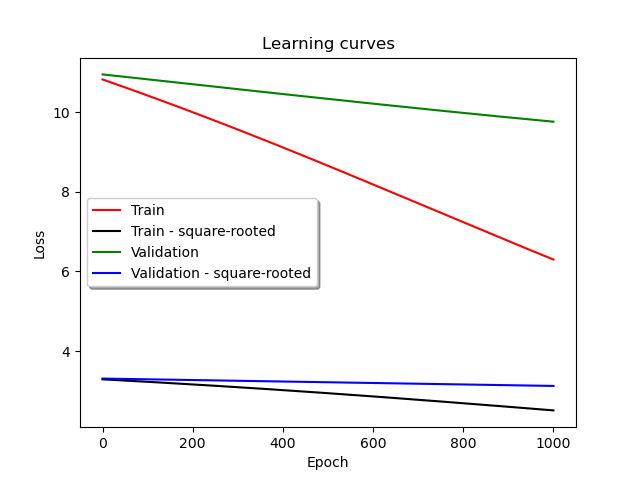 Learning curves
Loss
10
8
6
4
Train
Train - square-rooted
Validation
Validation - square-rooted
0 200 400 600 800 1000
Epoch